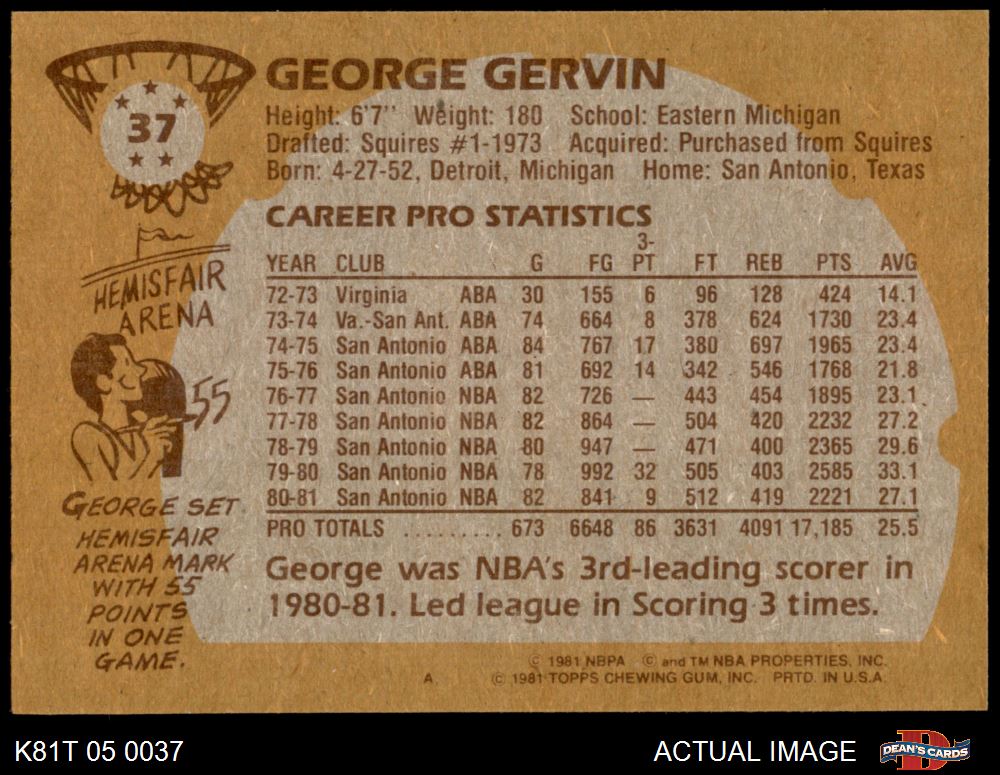 37
GEORGE GERVIN
Height: 6'7" Weight: 180 School: Eastern Michigan
Drafted: Squires #1-1973 Acquired: Purchased from Squires
Born: 4-27-52, Detroit, Michigan Home: San Antonio, Texas
CAREER PRO STATISTICS
YEAR CLUB G FG 3-PT FT REB PTS AVG
72-73 Virginia ABA 30 155 6 96 128 424 14.1
73-74 Va.-San Ant. ABA 74 664 8 378 624 1730 23.4
74-75 San Antonio ABA 84 767 17 380 697 1965 23.4
75-76 San Antonio ABA 81 692 14 342 546 1768 21.8
76-77 San Antonio NBA 82 726 — 443 454 1895 23.1
77-78 San Antonio NBA 82 864 — 504 420 2232 27.2
78-79 San Antonio NBA 80 947 — 471 400 2365 29.6
79-80 San Antonio NBA 78 992 32 505 403 2585 33.1
80-81 San Antonio NBA 82 841 9 512 419 2221 27.1
PRO TOTALS .......... 673 6648 86 3631 4091 17,185 25.5
George was NBA's 3rd-leading scorer in
1980-81. Led league in Scoring 3 times.
HEMISFAIR
ARENA
55
GEORGE SET
HEMISFAIR
ARENA MARK
WITH 55
POINTS
IN ONE
GAME.
© 1981 NBPA © and TM NBA PROPERTIES, INC.
A. © 1981 TOPPS CHEWING GUM, INC. PRTD. IN U.S.A.
K81T 05 0037
ACTUAL IMAGE
D
DEAN'S CARDS